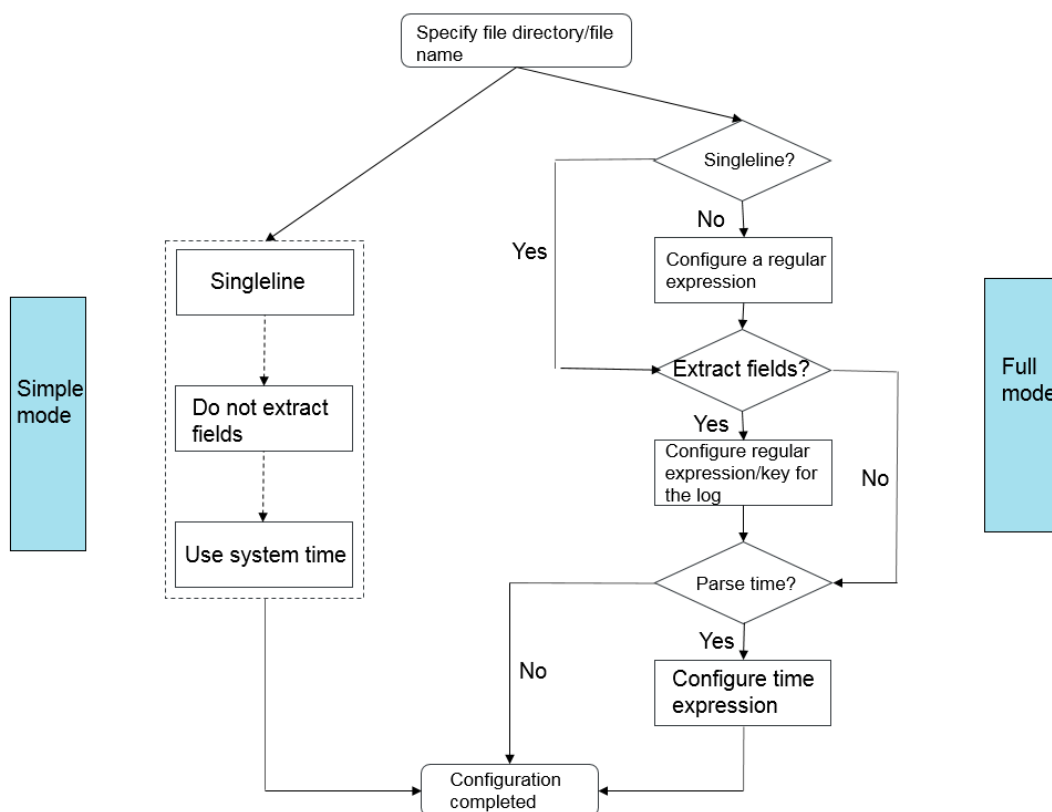 Specify file directory/file
name
Singleline?
No
Yes
Configure a regular
expression
Singleline
Simple
mode
Full
mode
Extract fields?
Do not extract
fields
Yes
Configure regular
expression/key for
the log
No
Use system time
Parse time?
Yes
No
Configure time
expression
Configuration
completed